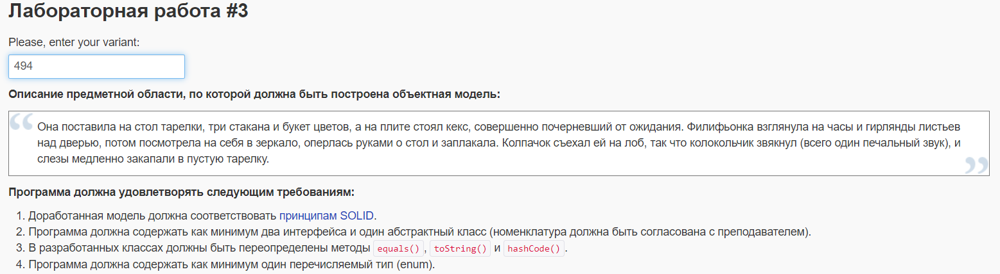 Лабораторная работа #3
Please, enter your variant:
494
Описание предметной области, по которой должна быть построена объектная модель:
Она поставила на стол тарелки, три стакана и букет цветов, а на плите стоял кекс, совершенно почерневший от ожидания. Филифьонка взглянула на часы и гирлянды листьев
над дверью, потом посмотрела на себя в зеркало, оперлась руками о стол и заплакала. Колпачок съехал ей на лоб, так что колокольчик звякнул (всего один печальный звук), и
слезы медленно закапали в пустую тарелку.
Программа должна удовлетворять следующим требованиям:
1. Доработанная модель должна соответствовать принципам SOLID.
2. Программа должна содержать как минимум два интерфейса и один абстрактный класс (номенклатура должна быть согласована с преподавателем).
3. В разработанных классах должны быть переопределены методы equals(), toString() и hashCode().
4. Программа должна содержать как минимум один перечисляемый тип (enum).